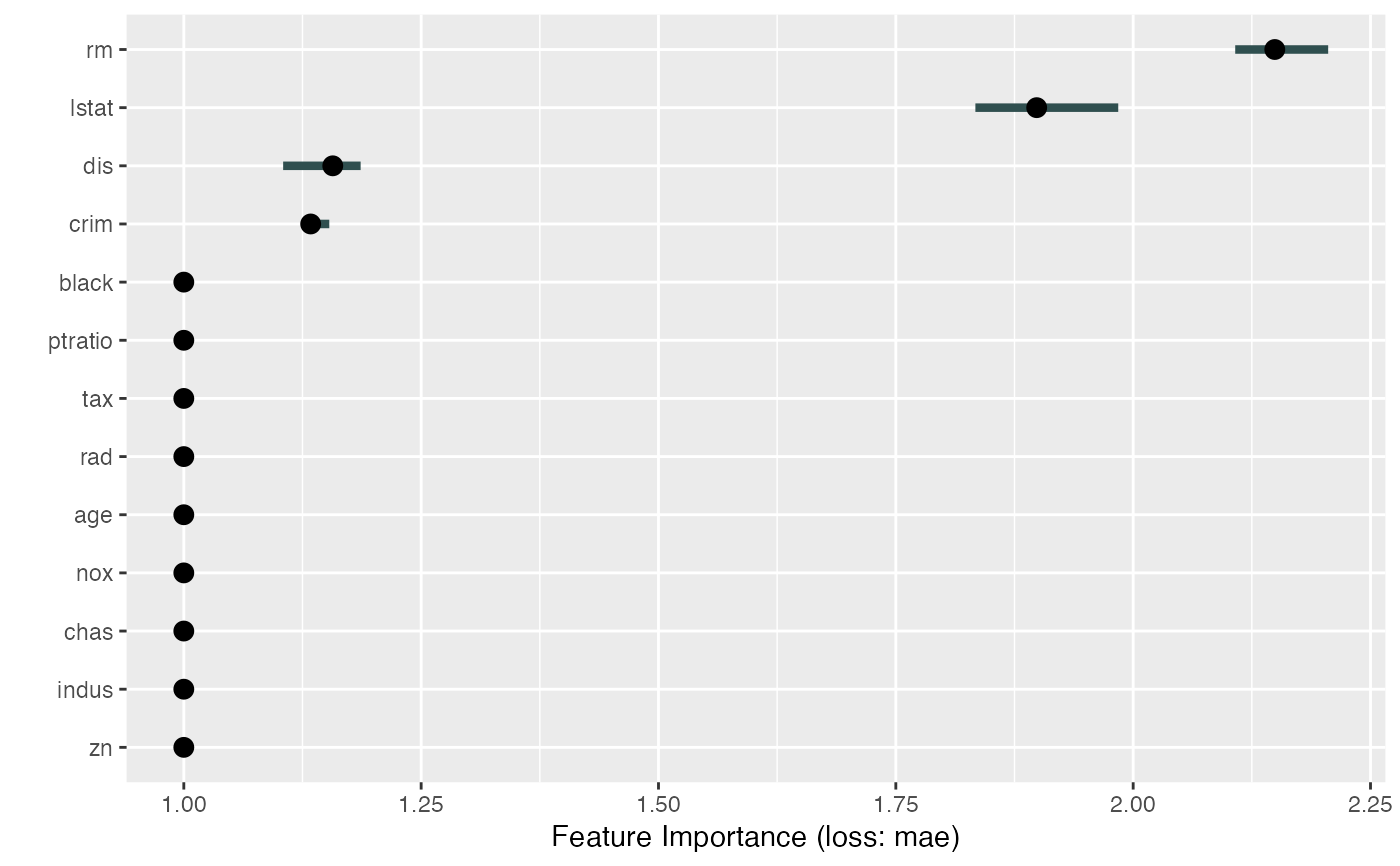 rm
lstat
dis
crim
black
ptratio
tax
rad
age
nox
chas
indus
zn
1.00 1.25 1.50 1.75 2.00 2.25
Feature Importance (loss: mae)